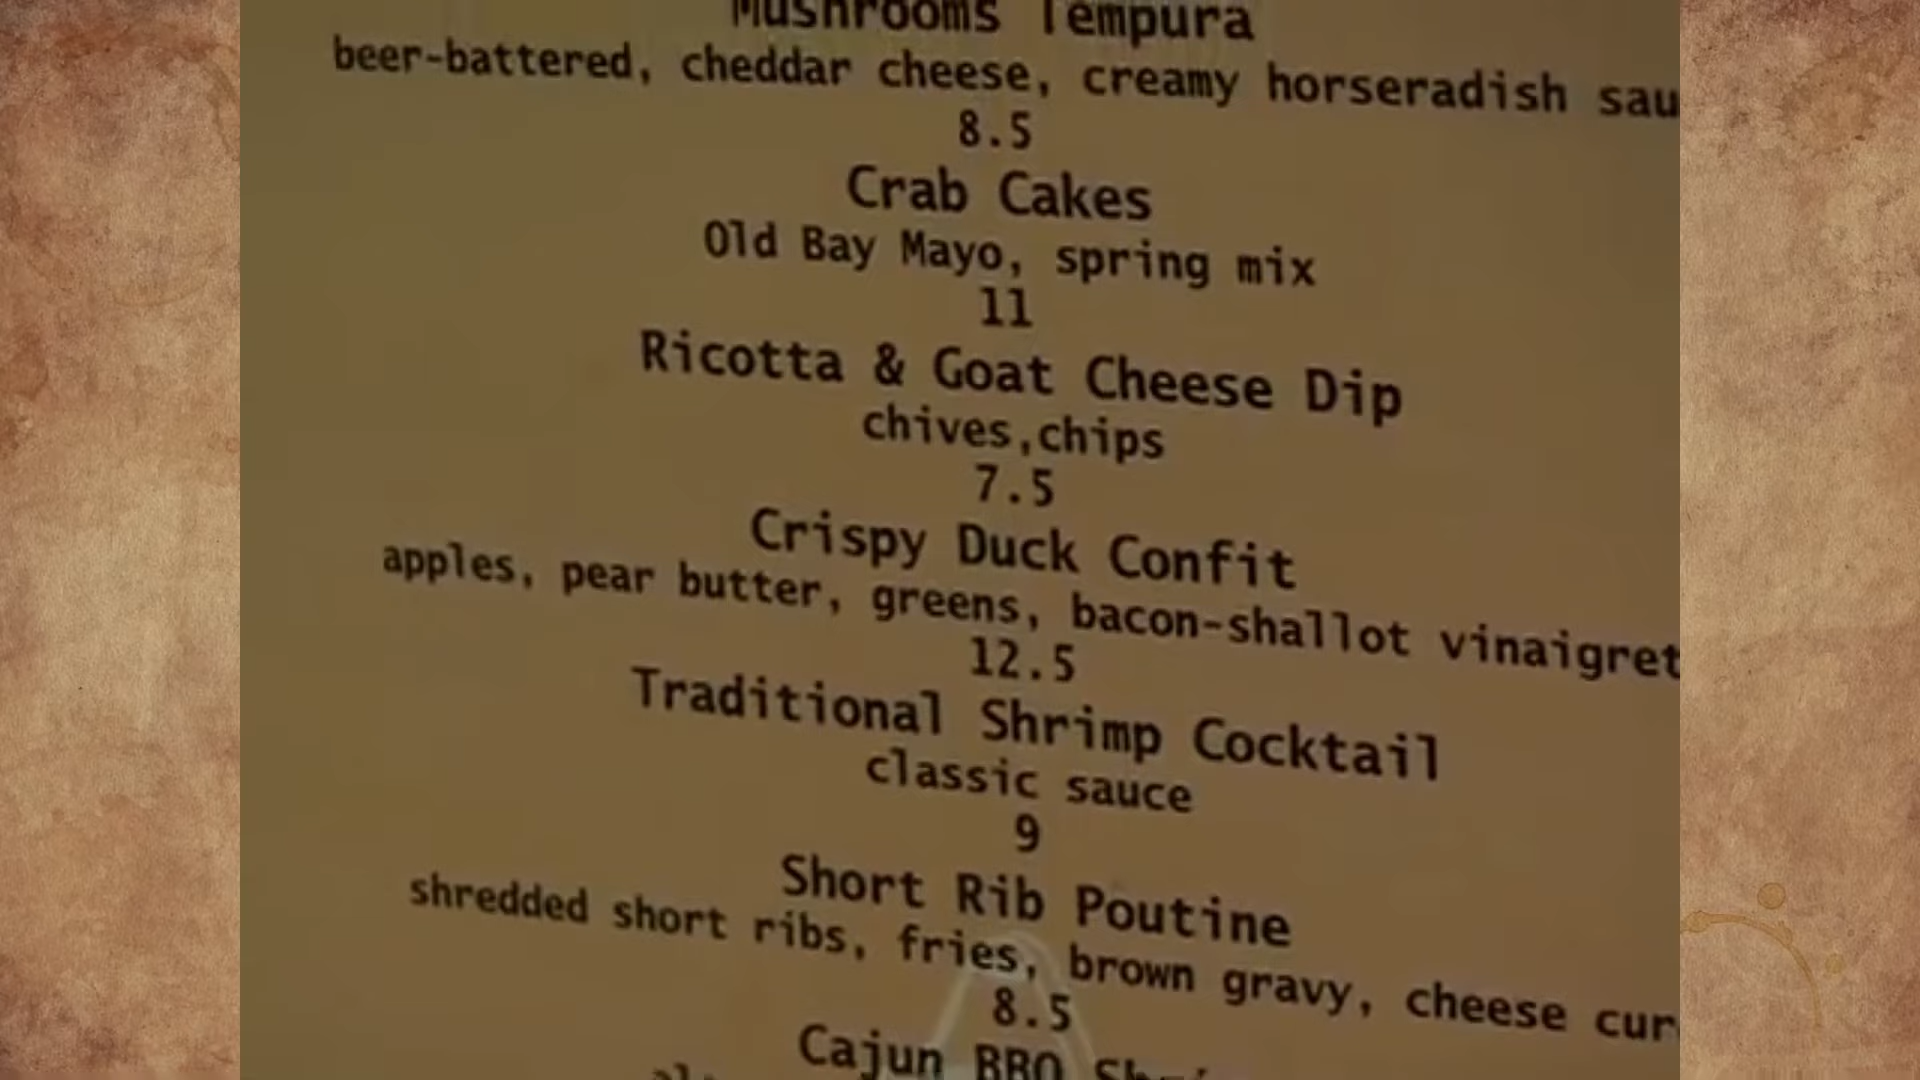 Mushrooms Tempura
beer-battered, cheddar cheese, creamy horseradish sau
8.5
Crab Cakes
Old Bay Mayo, spring mix
11
Ricotta & Goat Cheese Dip
chives,chips
7.5
Crispy Duck Confit
apples, pear butter, greens, bacon-shallot vinaigret
12.5
Traditional Shrimp Cocktail
classic sauce
9
Short Rib Poutine
shredded short ribs, fries, brown gravy, cheese cur
8.5
Cajun BBQ